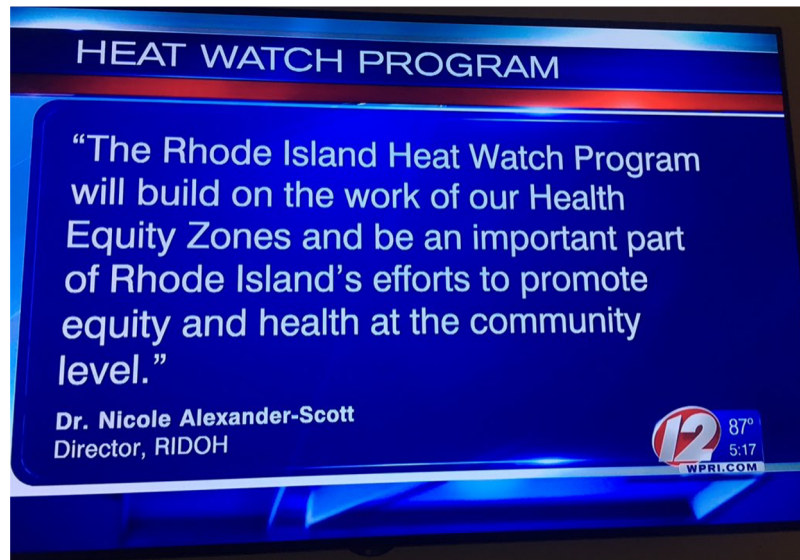 HEAT WATCH PROGRAM
“The Rhode Island Heat Watch Program
will build on the work of our Health
Equity Zones and be an important part
of Rhode Island’s efforts to promote
equity and health at the community
level.”
Dr. Nicole Alexander-Scott
Director, RIDOH
12
87°
5:17
WPRI.COM